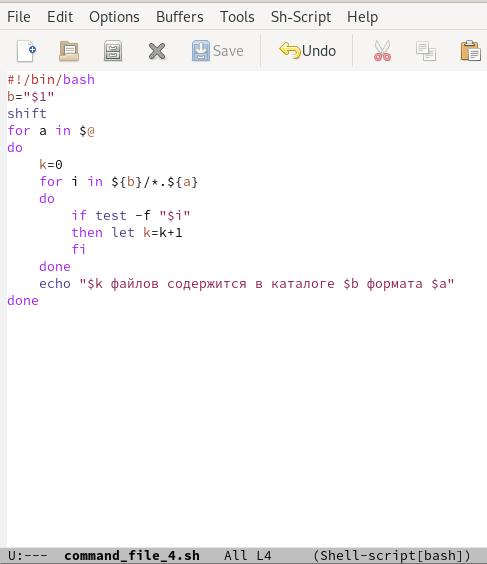 File Edit Options Buffers Tools Sh-Script Help
Save Undo
#!/bin/bash
b="$1"
shift
for a in $@
do
    k=0
    for i in ${b}/*.${a}
    do
        if test -f "$i"
        then let k=k+1
        fi
    done
    echo "$k файлов содержится в каталоге $b формата $a"
done
U:--- command_file_4.sh All L4 (Shell-script[bash])